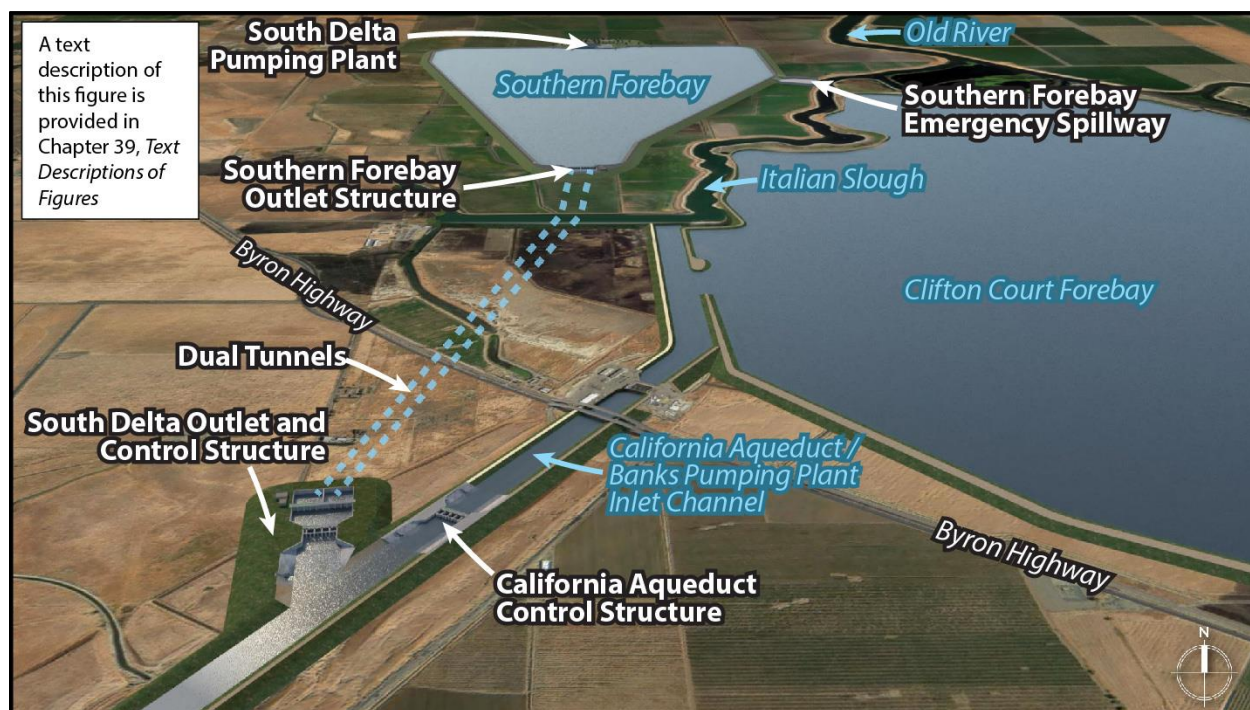 A text
description of
this figure is
provided in
Chapter 39, Text
Descriptions of
Figures
South Delta
Pumping Plant
Old River
Southern Forebay
Southern Forebay
Emergency Spillway
Southern Forebay
Outlet Structure
Italian Slough
Byron Highway
Clifton Court Forebay
Dual Tunnels
South Delta Outlet and
Control Structure
California Aqueduct /
Banks Pumping Plant
Inlet Channel
Byron Highway
California Aqueduct
Control Structure
N